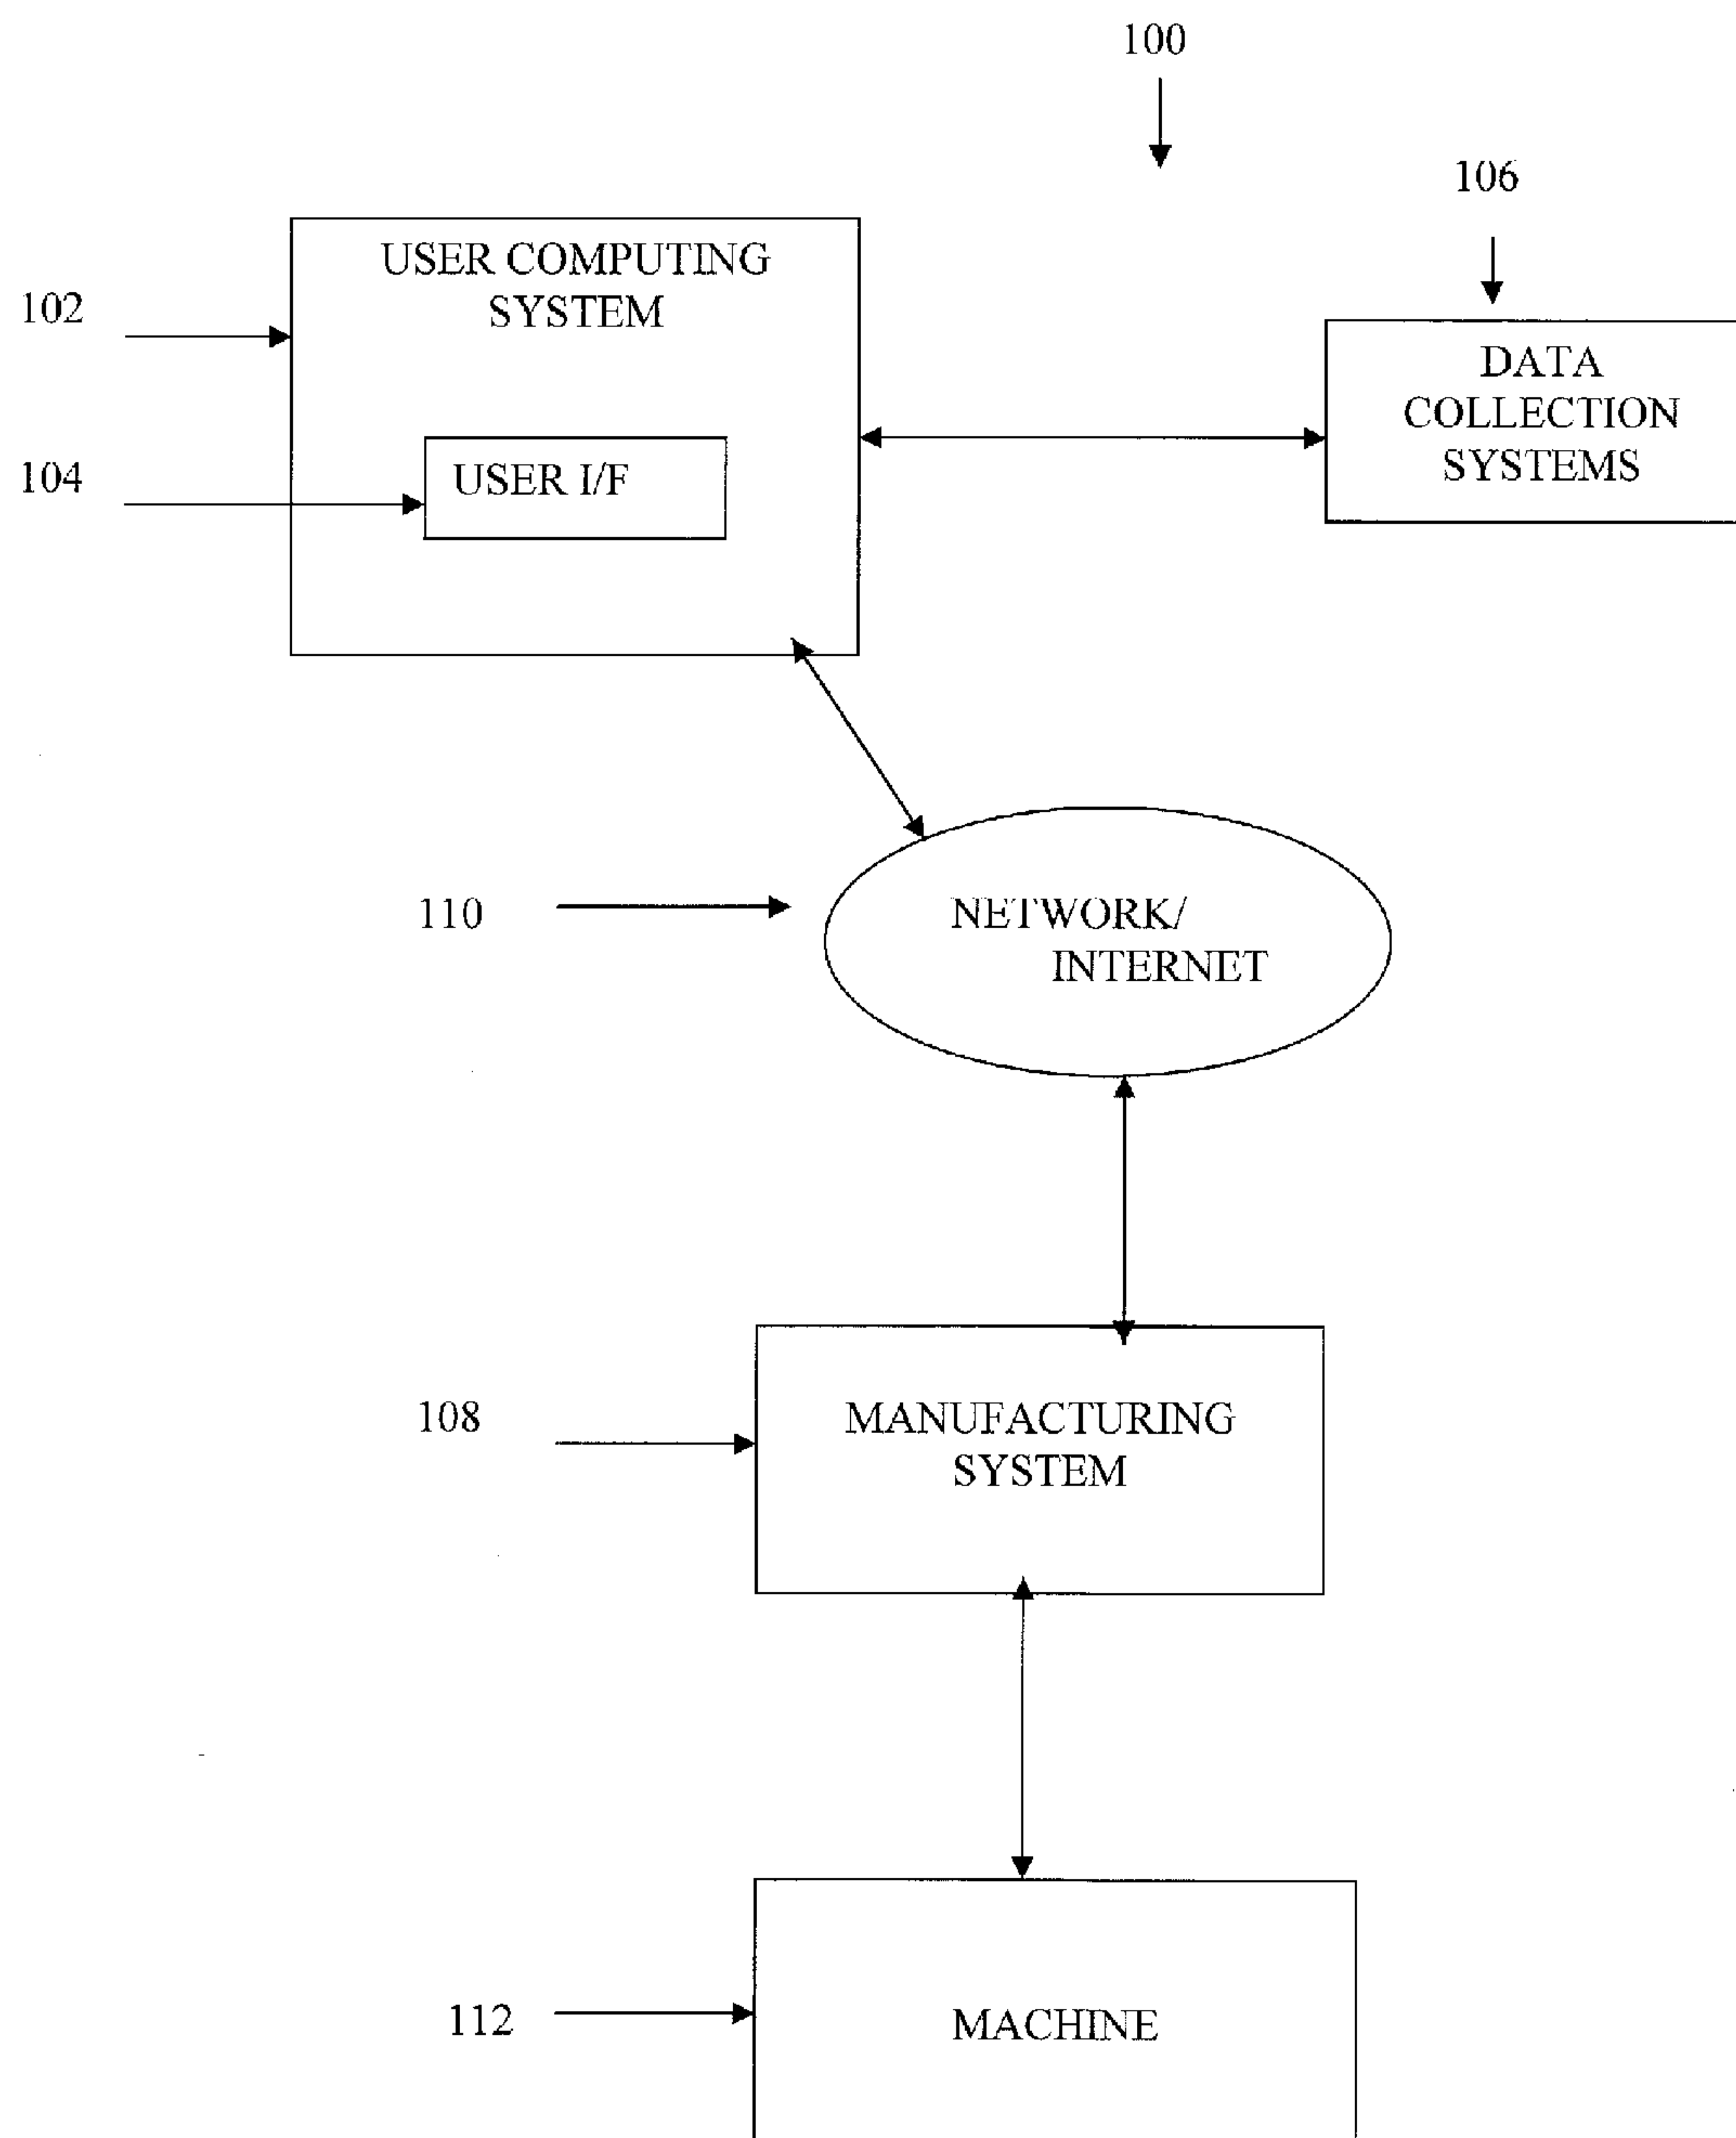 100
106
USER COMPUTING
SYSTEM
102
DATA
COLLECTION
SYSTEMS
104
USER I/F
110
NETWORK/
INTERNET
108
MANUFACTURING
SYSTEM
112
MACHINE